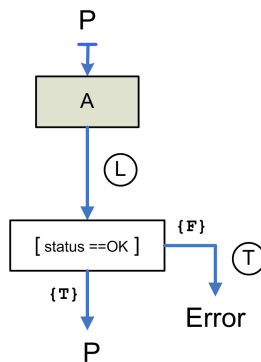 P
A
L
[ status ==OK ]
{F}
T
{T}
Error
P